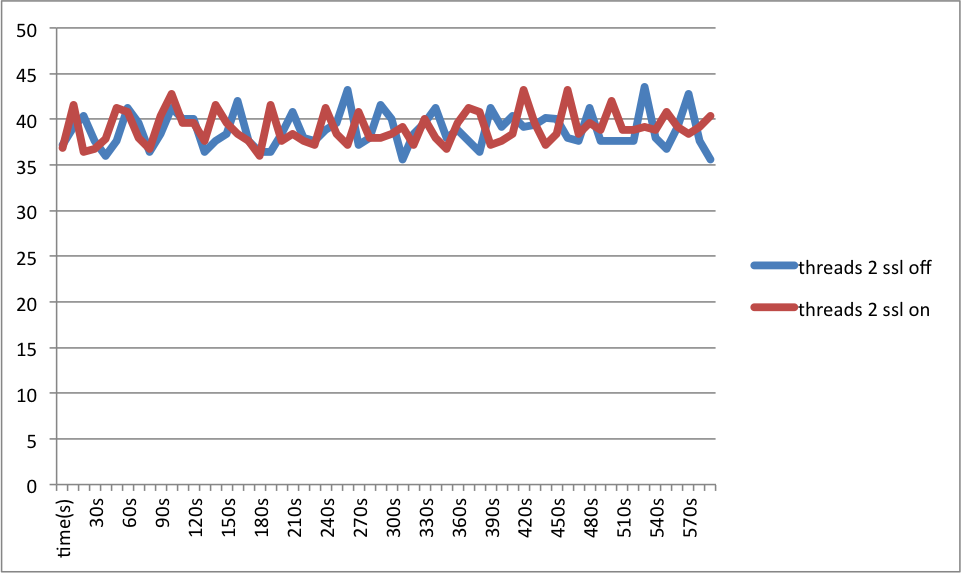 50
45
40
35
30
25
20
15
10
5
0
time(s)
30s
60s
90s
120s
150s
180s
210s
240s
270s
300s
330s
360s
390s
420s
450s
480s
510s
540s
570s
threads 2 ssl off
threads 2 ssl on